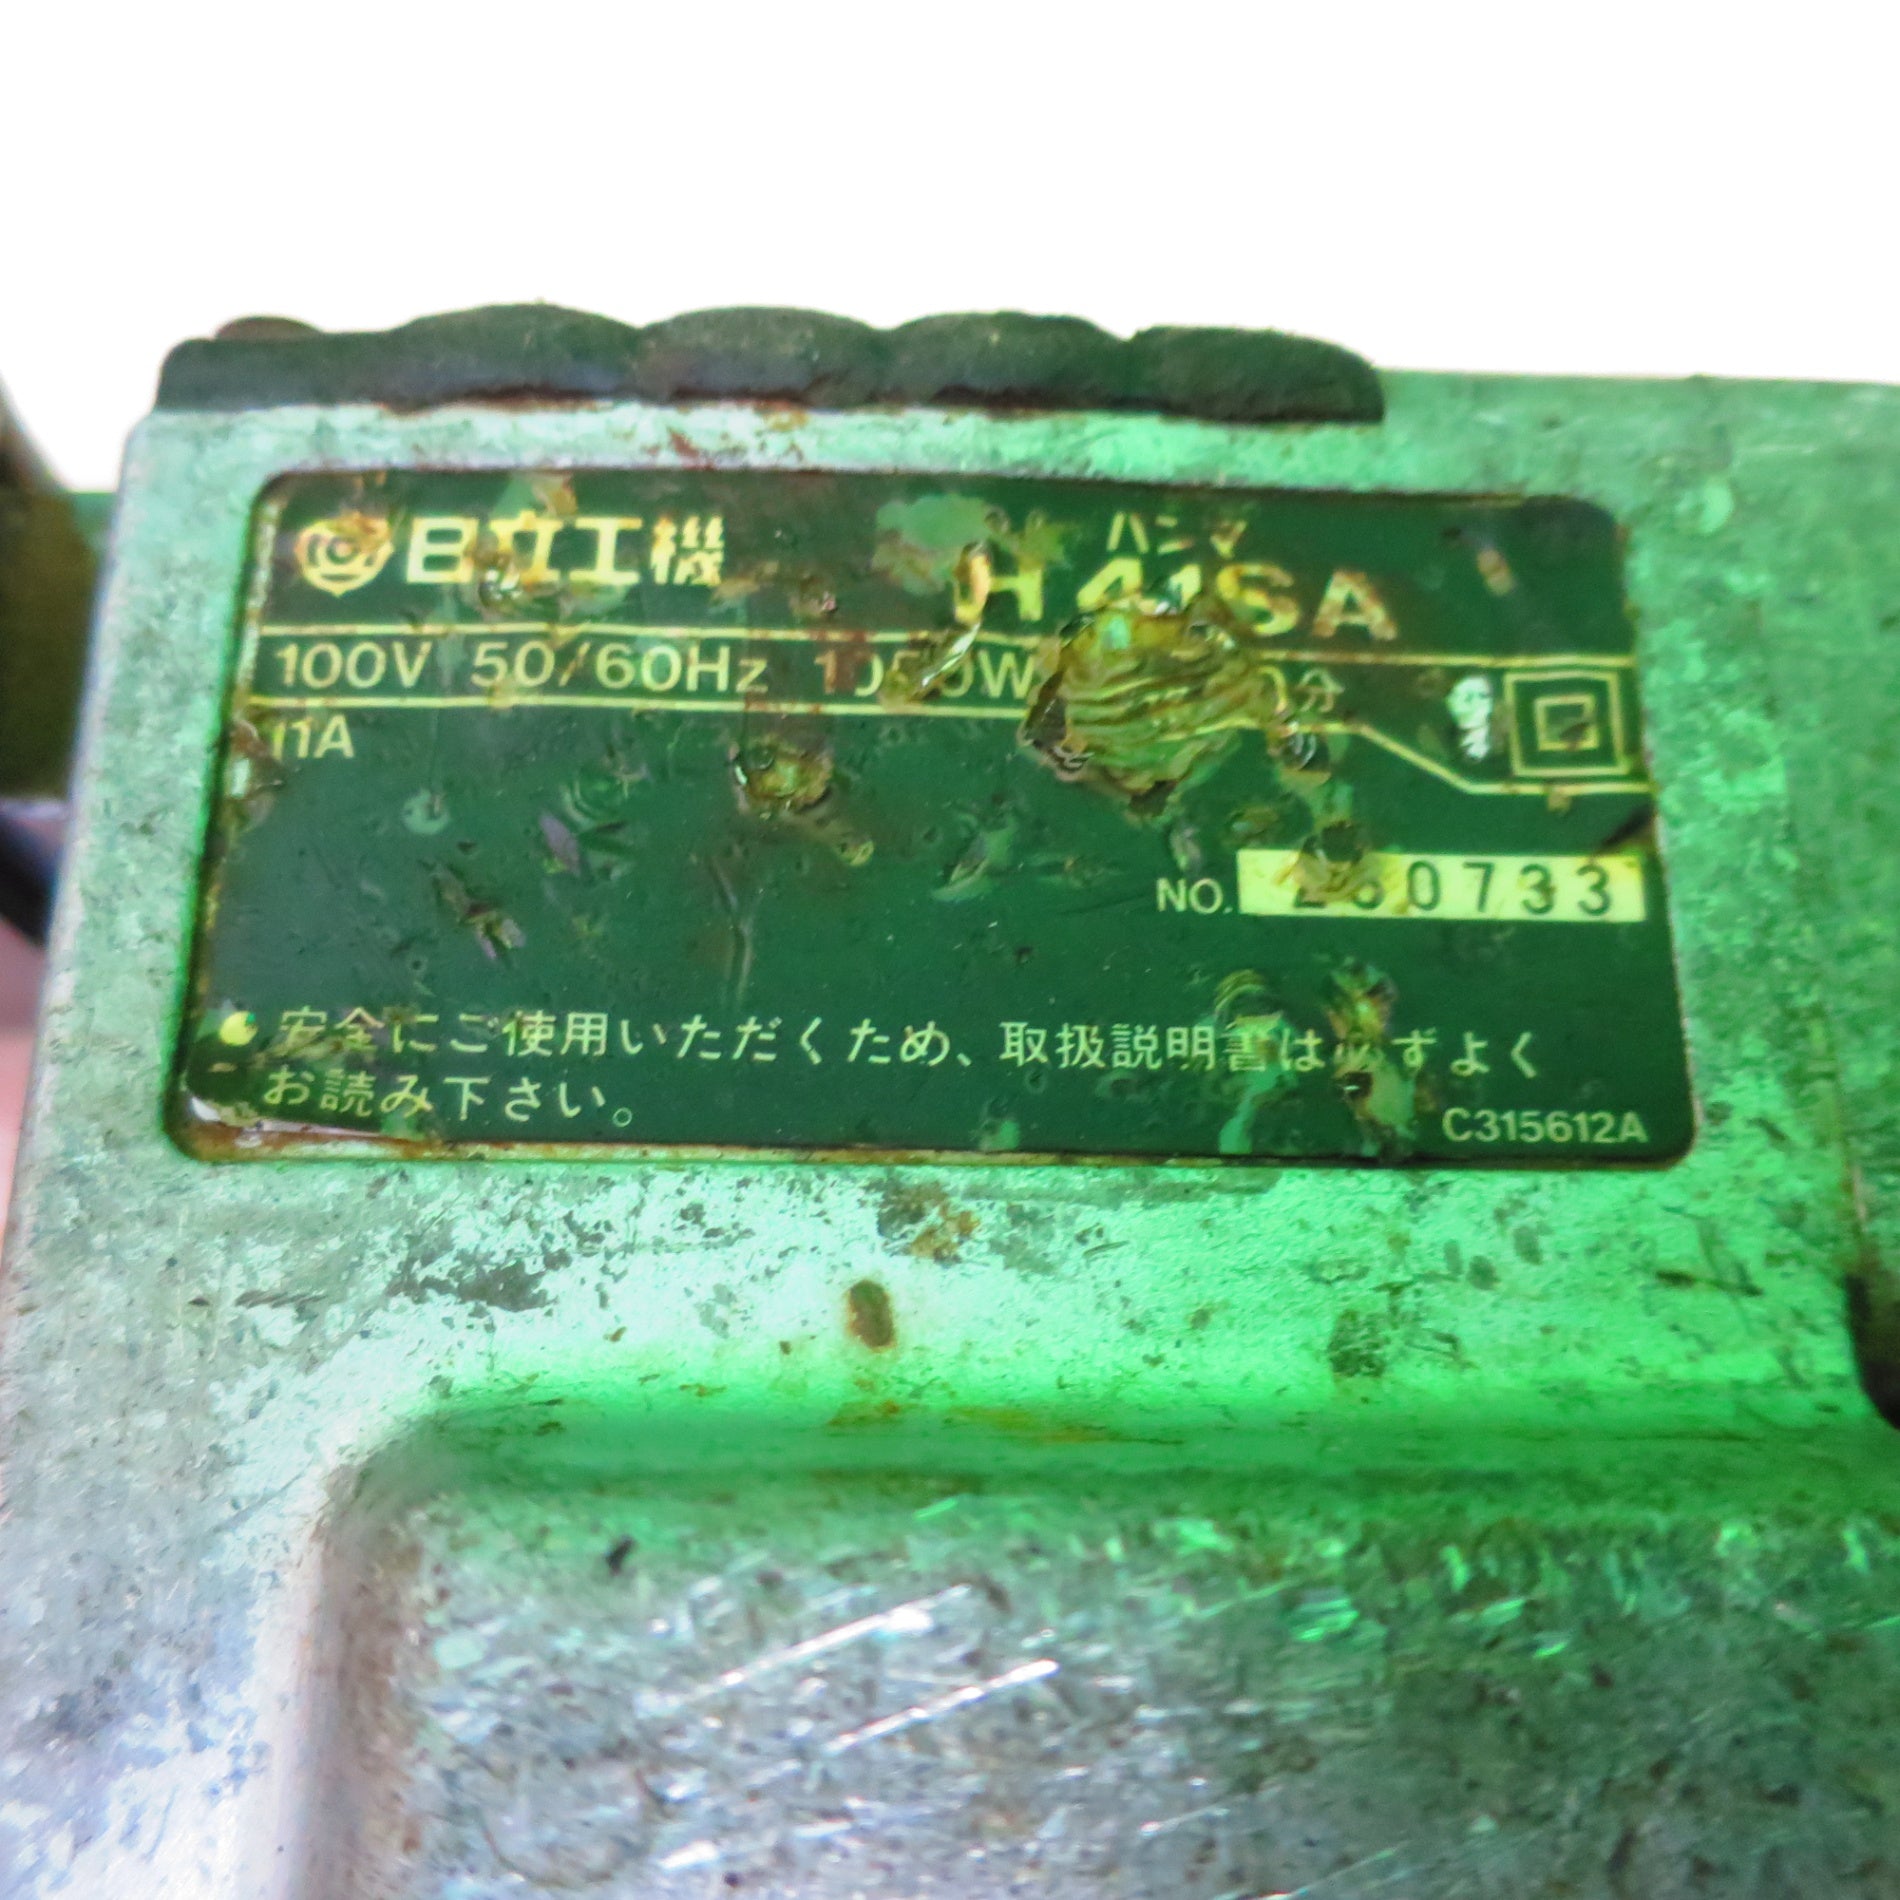 日立工機
ハンマ
H 41SA
100V 50/60Hz
11A
NO.
安全にご使用いただくため、取扱説明書は必ずよく
お読み下さい。
C315612A